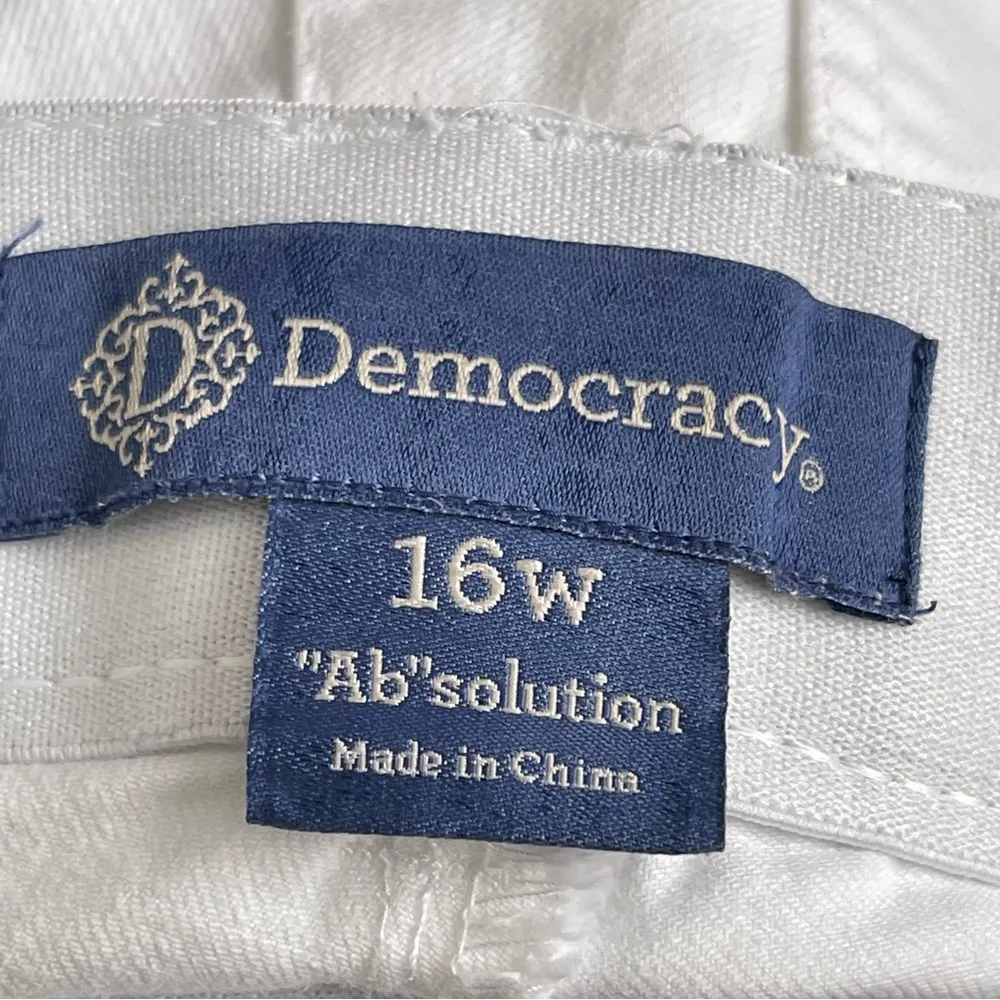 D Democracy®
16W
"Ab"solution
Made in China